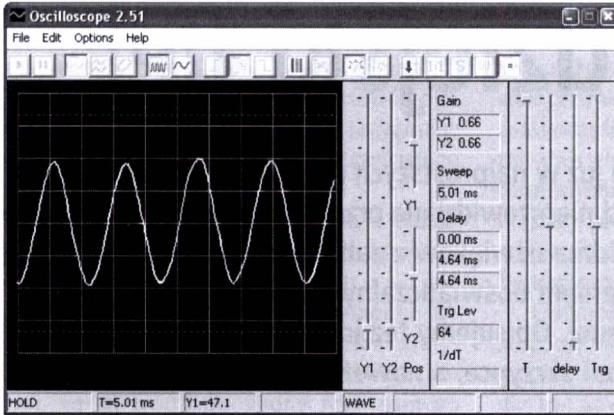 Oscilloscope 2.51
File Edit Options Help
Gain
Y1 0.66
Y2 0.66
Sweep
5.01 ms
Delay
0.00 ms
4.64 ms
4.64 ms
Trg Lev
64
1/dT
Y1
Y2
Y1 Y2 Pos
T delay Trg
HOLD T=5.01 ms Y1=47.1 WAVE